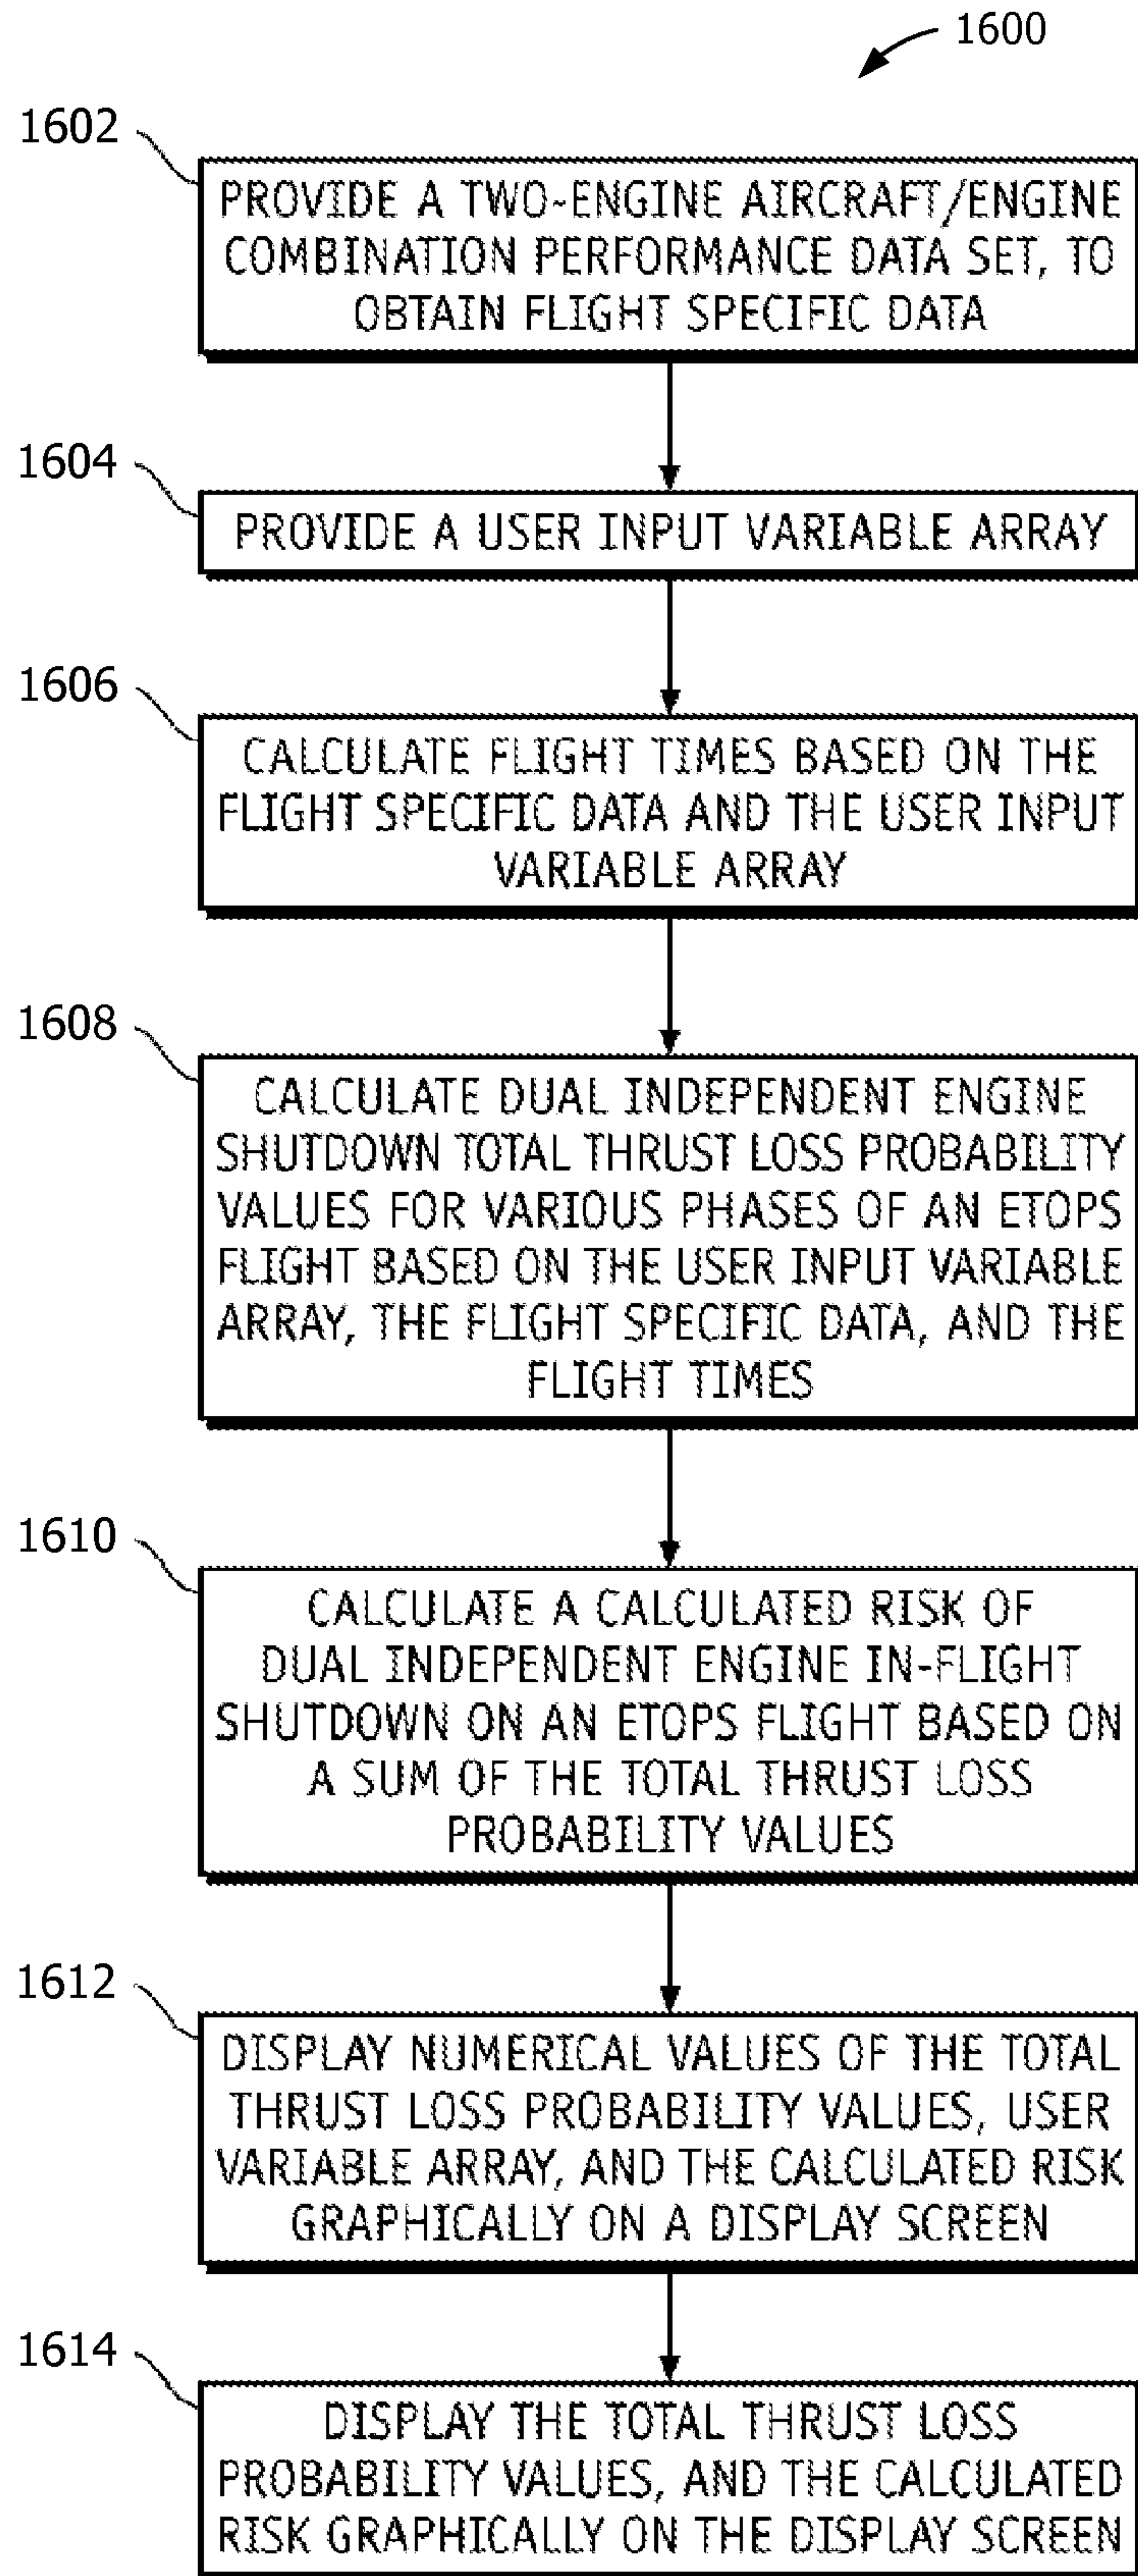 1600
1602
PROVIDE A TWO-ENGINE AIRCRAFT/ENGINE
COMBINATION PERFORMANCE DATA SET, TO
OBTAIN FLIGHT SPECIFIC DATA
1604
PROVIDE A USER INPUT VARIABLE ARRAY
1606
CALCULATE FLIGHT TIMES BASED ON THE
FLIGHT SPECIFIC DATA AND THE USER INPUT
VARIABLE ARRAY
1608
CALCULATE DUAL INDEPENDENT ENGINE
SHUTDOWN TOTAL THRUST LOSS PROBABILITY
VALUES FOR VARIOUS PHASES OF AN ETOPS
FLIGHT BASED ON THE USER INPUT VARIABLE
ARRAY, THE FLIGHT SPECIFIC DATA, AND THE
FLIGHT TIMES
1610
CALCULATE A CALCULATED RISK OF
DUAL INDEPENDENT ENGINE IN-FLIGHT
SHUTDOWN ON AN ETOPS FLIGHT BASED ON
A SUM OF THE TOTAL THRUST LOSS
PROBABILITY VALUES
1612
DISPLAY NUMERICAL VALUES OF THE TOTAL
THRUST LOSS PROBABILITY VALUES, USER
VARIABLE ARRAY, AND THE CALCULATED RISK
GRAPHICALLY ON A DISPLAY SCREEN
1614
DISPLAY THE TOTAL THRUST LOSS
PROBABILITY VALUES, AND THE CALCULATED
RISK GRAPHICALLY ON THE DISPLAY SCREEN